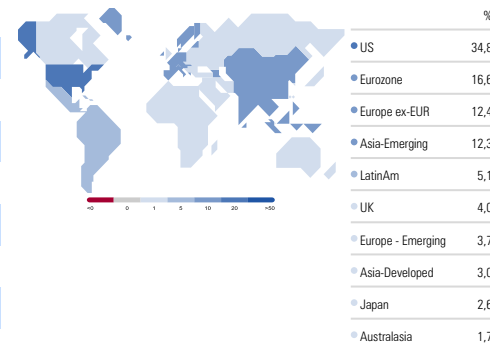 %
US 34,8
Eurozone 16,6
Europe ex-EUR 12,4
Asia-Emerging 12,3
LatinAm 5,1
UK 4,0
Europe - Emerging 3,7
Asia-Developed 3,0
Japan 2,6
Australasia 1,7
<0 0 1 5 10 20 >50